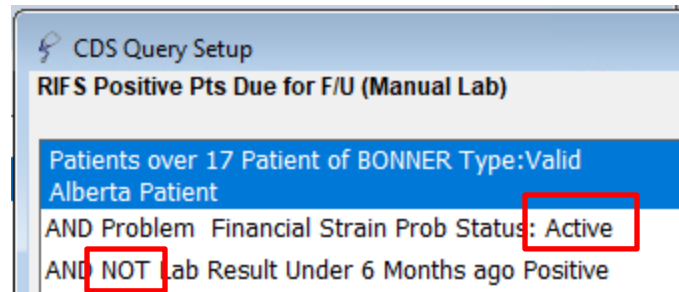 CDS Query Setup
RIFS Positive Pts Due for F/U (Manual Lab)
Patients over 17 Patient of BONNER Type:Valid
Alberta Patient
AND Problem  Financial Strain Prob Status: Active
AND NOT Lab Result Under 6 Months ago Positive